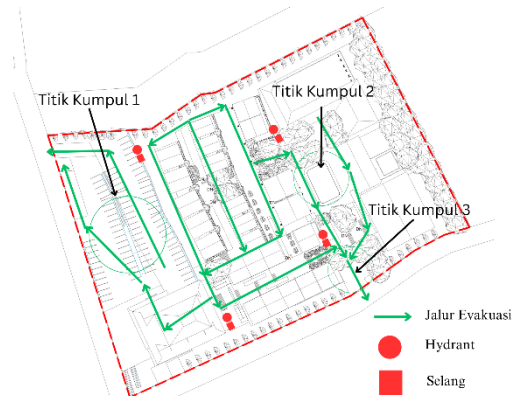 Titik Kumpul 1
Titik Kumpul 2
Titik Kumpul 3
Jalur Evakuasi
Hydrant
Selang